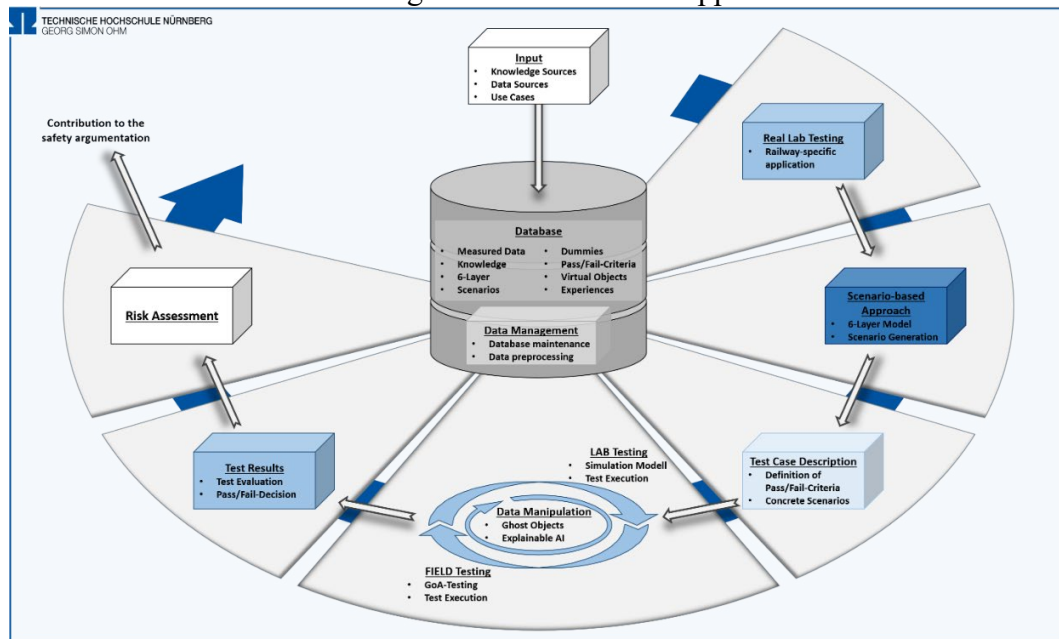 TECHNISCHE HOCHSCHULE NÜRNBERG
GEORG SIMON OHM
Input
• Knowledge Sources
• Data Sources
• Use Cases
Contribution to the
safety argumentation
Real Lab Testing
• Railway-specific
application
Database
• Measured Data
• Knowledge
• 6-Layer
• Scenarios
• Dummies
• Pass/Fail-Criteria
• Virtual Objects
• Experiences
Data Management
• Database maintenance
• Data preprocessing
Risk Assessment
Scenario-based
Approach
• 6-Layer Model
• Scenario Generation
Test Results
• Test Evaluation
• Pass/Fail-Decision
LAB Testing
• Simulation Modell
• Test Execution
Data Manipulation
• Ghost Objects
• Explainable AI
FIELD Testing
• GoA-Testing
• Test Execution
Test Case Description
• Definition of
Pass/Fail-Criteria
• Concrete Scenarios